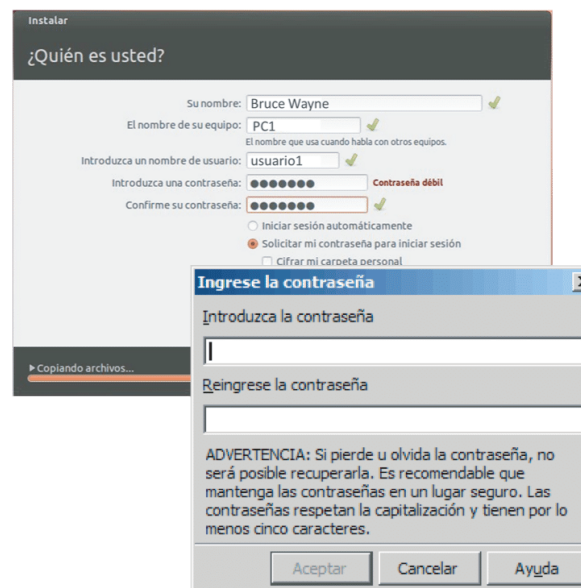 Instalar
¿Quién es usted?
Su nombre: Bruce Wayne
El nombre de su equipo: PC1
El nombre que usa cuando habla con otros equipos.
Introduzca un nombre de usuario: usuario1
Introduzca una contraseña: ●●●●●●● Contraseña débil
Confirme su contraseña: ●●●●●●●
Iniciar sesión automáticamente
Solicitar mi contraseña para iniciar sesión
Cifrar mi carpeta personal
Copiando archivos...
Ingrese la contraseña
Introduzca la contraseña
Reingrese la contraseña
ADVERTENCIA: Si pierde u olvida la contraseña, no
será posible recuperarla. Es recomendable que
mantenga las contraseñas en un lugar seguro. Las
contraseñas respetan la capitalización y tienen por lo
menos cinco caracteres.
Aceptar Cancelar Ayuda